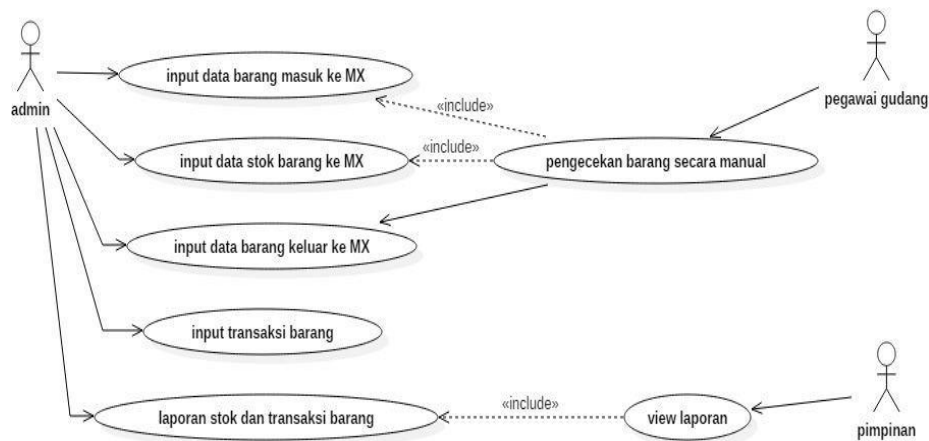 input data barang masuk ke MX
admin
«include»
pegawai gudang
input data stok barang ke MX
«include»
pengecekan barang secara manual
input data barang keluar ke MX
input transaksi barang
laporan stok dan transaksi barang
«include»
view laporan
pimpinan